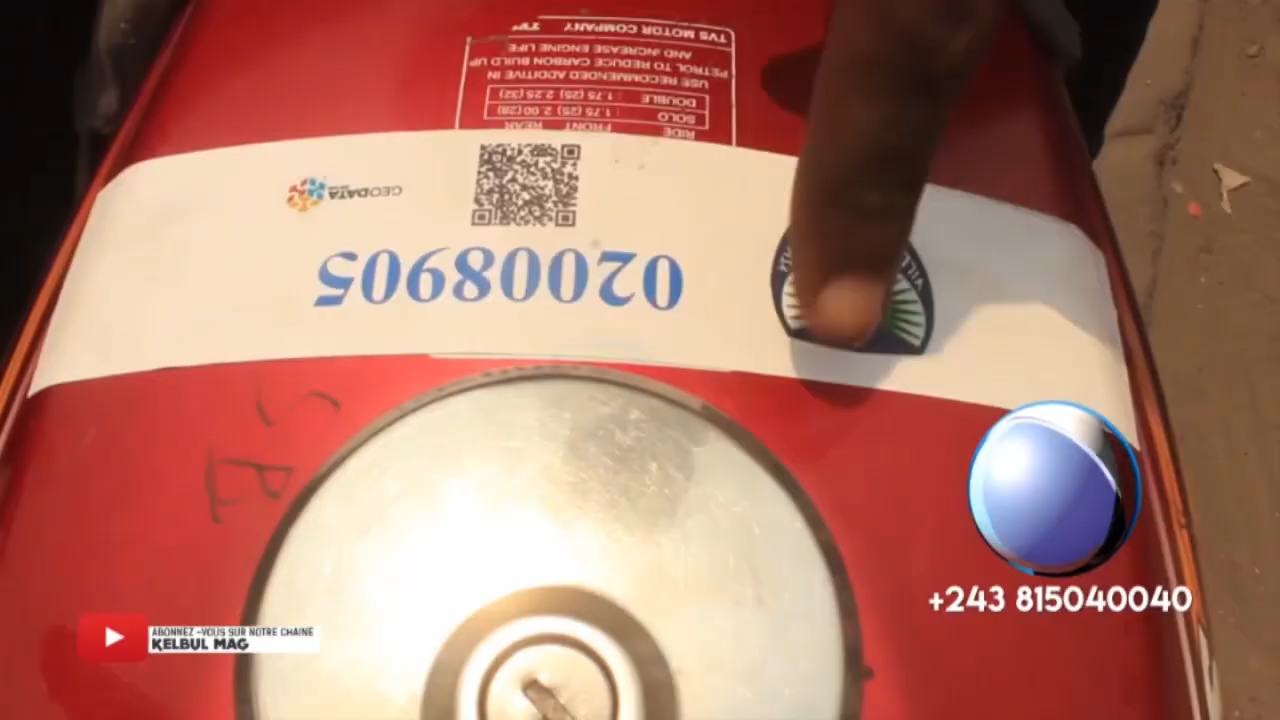 VILLE
02008905
GEODATA
RIDE FRONT REAR
SOLO : 1.75 (25) 2.00 (28)
DOUBLE : 1.75 (25) 2.25 (32)
USE RECOMMENDED ADDITIVE IN
PETROL TO REDUCE CARBON BUILD UP
AND INCREASE ENGINE LIFE
TVS MOTOR COMPANY TVS
+243 815040040
ABONNEZ -VOUS SUR NOTRE CHAINE
KELBUL MAG